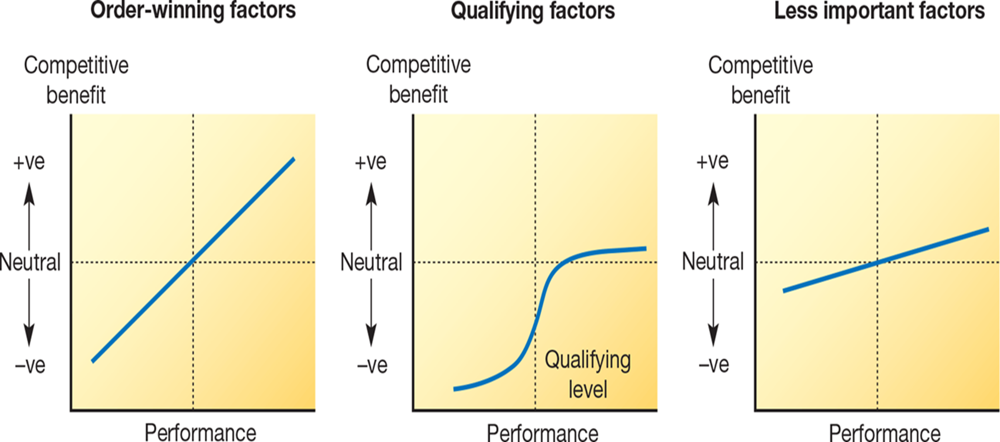 Order-winning factors
Competitive
benefit
+ve
Neutral
–ve
Performance
Qualifying factors
Competitive
benefit
+ve
Neutral
–ve
Qualifying
level
Performance
Less important factors
Competitive
benefit
+ve
Neutral
–ve
Performance